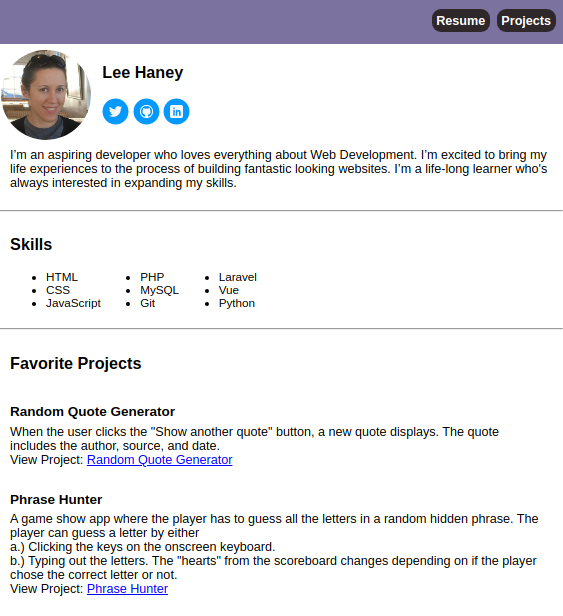 Resume Projects
Lee Haney
I'm an aspiring developer who loves everything about Web Development. I'm excited to bring my
life experiences to the process of building fantastic looking websites. I'm a life-long learner who's
always interested in expanding my skills.
Skills
• HTML
• CSS
• JavaScript
• PHP
• MySQL
• Git
• Laravel
• Vue
• Python
Favorite Projects
Random Quote Generator
When the user clicks the "Show another quote" button, a new quote displays. The quote
includes the author, source, and date.
View Project: Random Quote Generator
Phrase Hunter
A game show app where the player has to guess all the letters in a random hidden phrase. The
player can guess a letter by either
a.) Clicking the keys on the onscreen keyboard.
b.) Typing out the letters. The "hearts" from the scoreboard changes depending on if the player
chose the correct letter or not.
View Project: Phrase Hunter